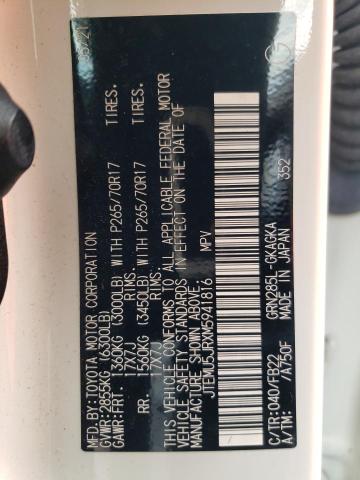 5/21
MFD.BY:TOYOTA MOTOR CORPORATION
GVWR:2855KG (6300LB)
GAWR:FRT. 1360KG (3000LB) WITH P265/70R17 TIRES.
17X7J RIMS.
RR. 1560KG (3450LB) WITH P265/70R17 TIRES.
17X7J RIMS.
THIS VEHICLE CONFORMS TO ALL APPLICABLE FEDERAL MOTOR
VEHICLE SAFETY STANDARDS IN EFFECT ON THE DATE OF
MANUFACTURE SHOWN ABOVE.
JTEMU5JRXM5941816 MPV
C/TR:040/FB22 GRN285L-GKAGKA
A/TM: /A750F MADE IN JAPAN
352